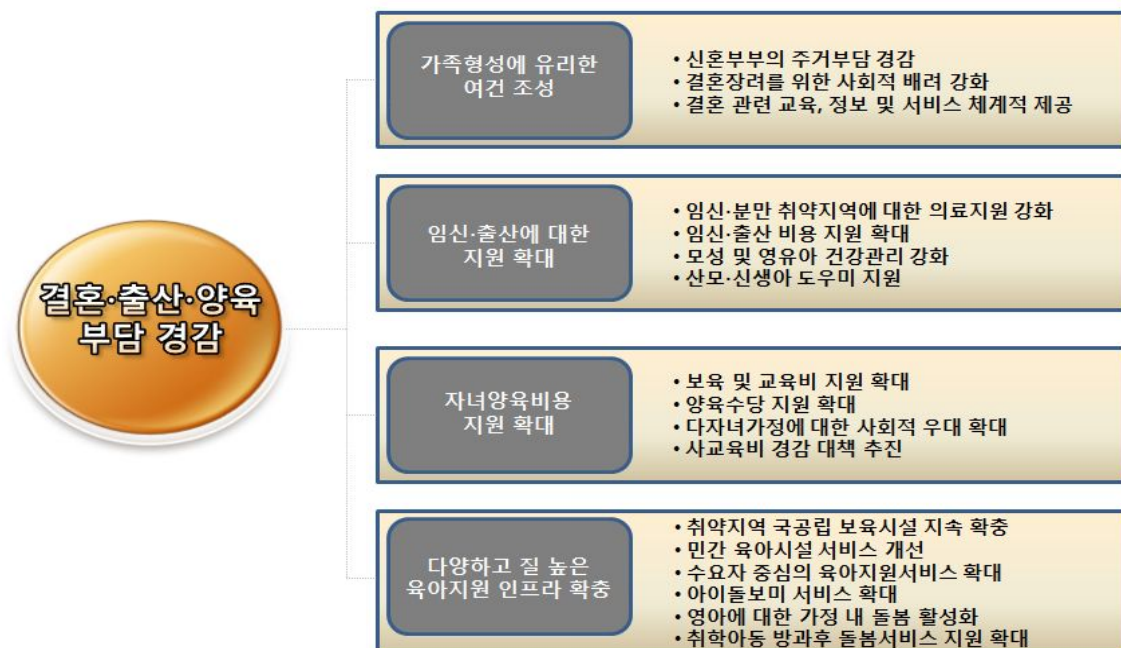 결혼·출산·양육
부담 경감
가족형성에 유리한
여건 조성
• 신혼부부의 주거부담 경감
• 결혼장려를 위한 사회적 배려 강화
• 결혼 관련 교육, 정보 및 서비스 체계적 제공
임신·출산에 대한
지원 확대
• 임신·분만 취약지역에 대한 의료지원 강화
• 임신·출산 비용 지원 확대
• 모성 및 영유아 건강관리 강화
• 산모·신생아 도우미 지원
자녀양육비용
지원 확대
• 보육 및 교육비 지원 확대
• 양육수당 지원 확대
• 다자녀가정에 대한 사회적 우대 확대
• 사교육비 경감 대책 추진
다양하고 질 높은
육아지원 인프라 확충
• 취약지역 국공립 보육시설 지속 확충
• 민간 육아시설 서비스 개선
• 수요자 중심의 육아지원서비스 확대
• 아이돌보미 서비스 확대
• 영아에 대한 가정 내 돌봄 활성화
• 취학아동 방과후 돌봄서비스 지원 확대